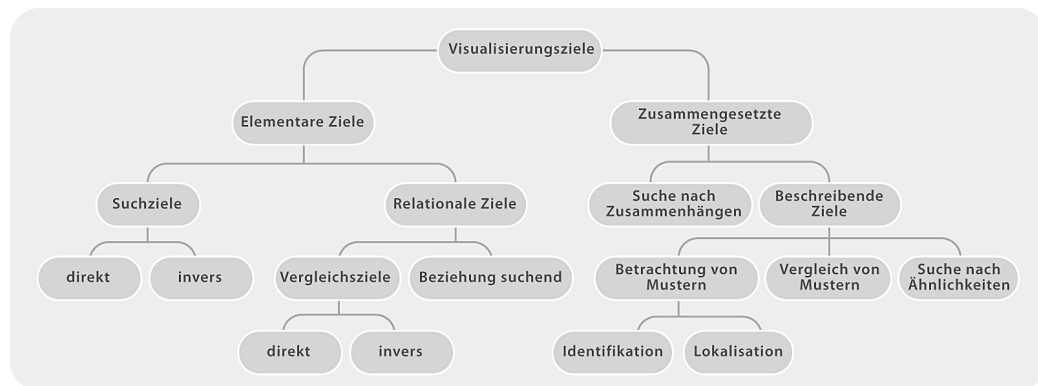 Visualisierungsziele
Elementare Ziele
Zusammengesetzte
Ziele
Suchziele
Relationale Ziele
Suche nach
Zusammenhängen
Beschreibende
Ziele
direkt
invers
Vergleichsziele
Beziehung suchend
Betrachtung von
Mustern
Vergleich von
Mustern
Suche nach
Ähnlichkeiten
direkt
invers
Identifikation
Lokalisation